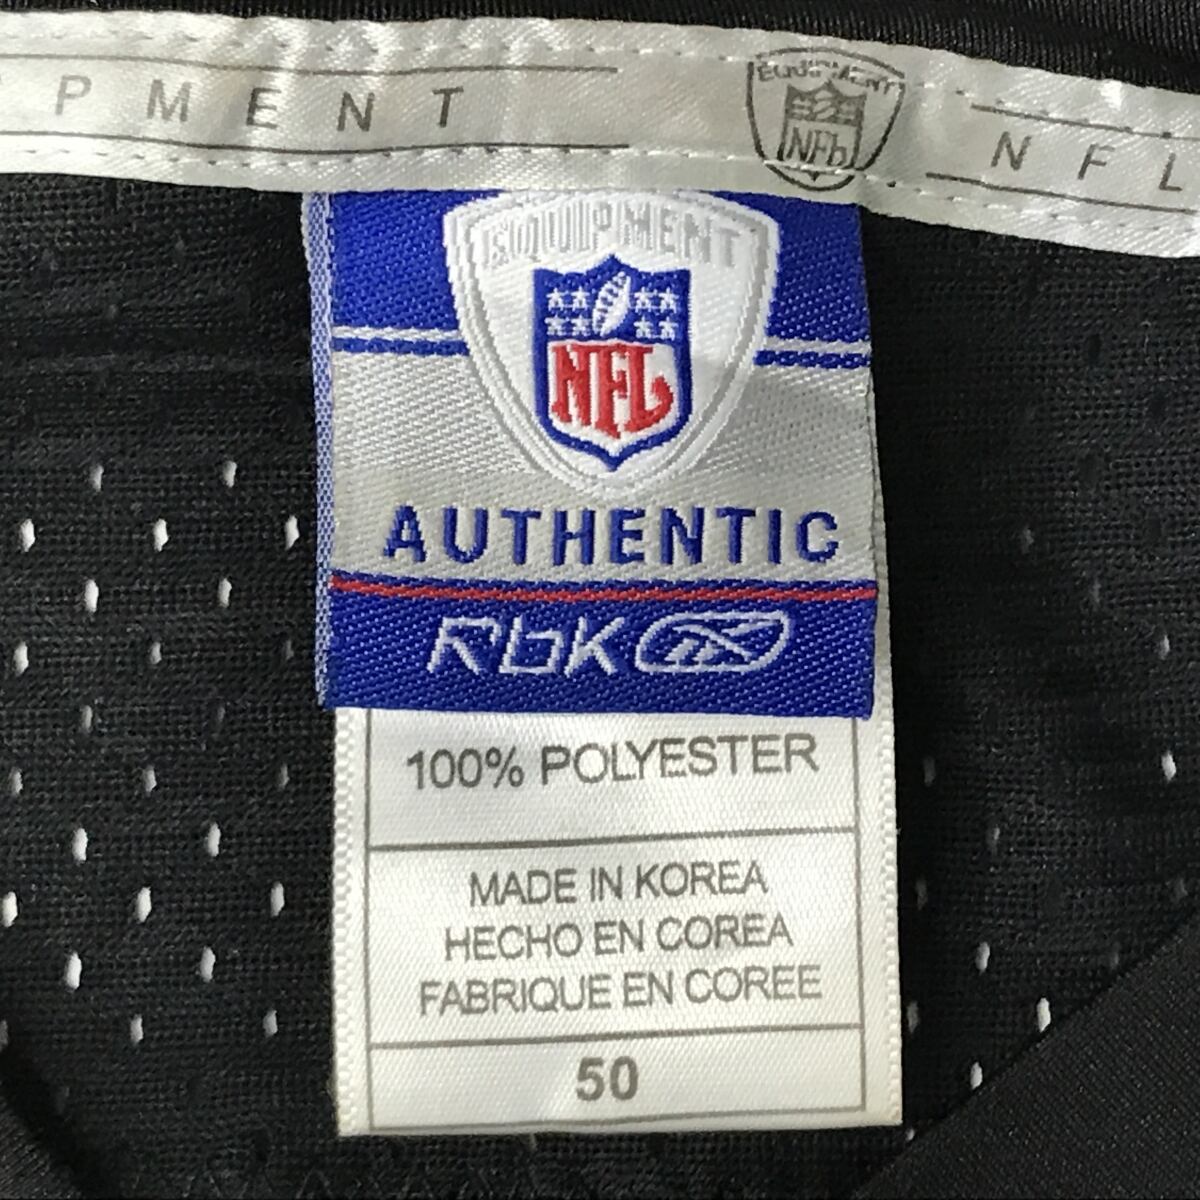 PMENT
EQUIPMENT
NFL
NFL
EQUIPMENT
NFL
AUTHENTIC
RbK
100% POLYESTER
MADE IN KOREA
HECHO EN COREA
FABRIQUE EN COREE
50